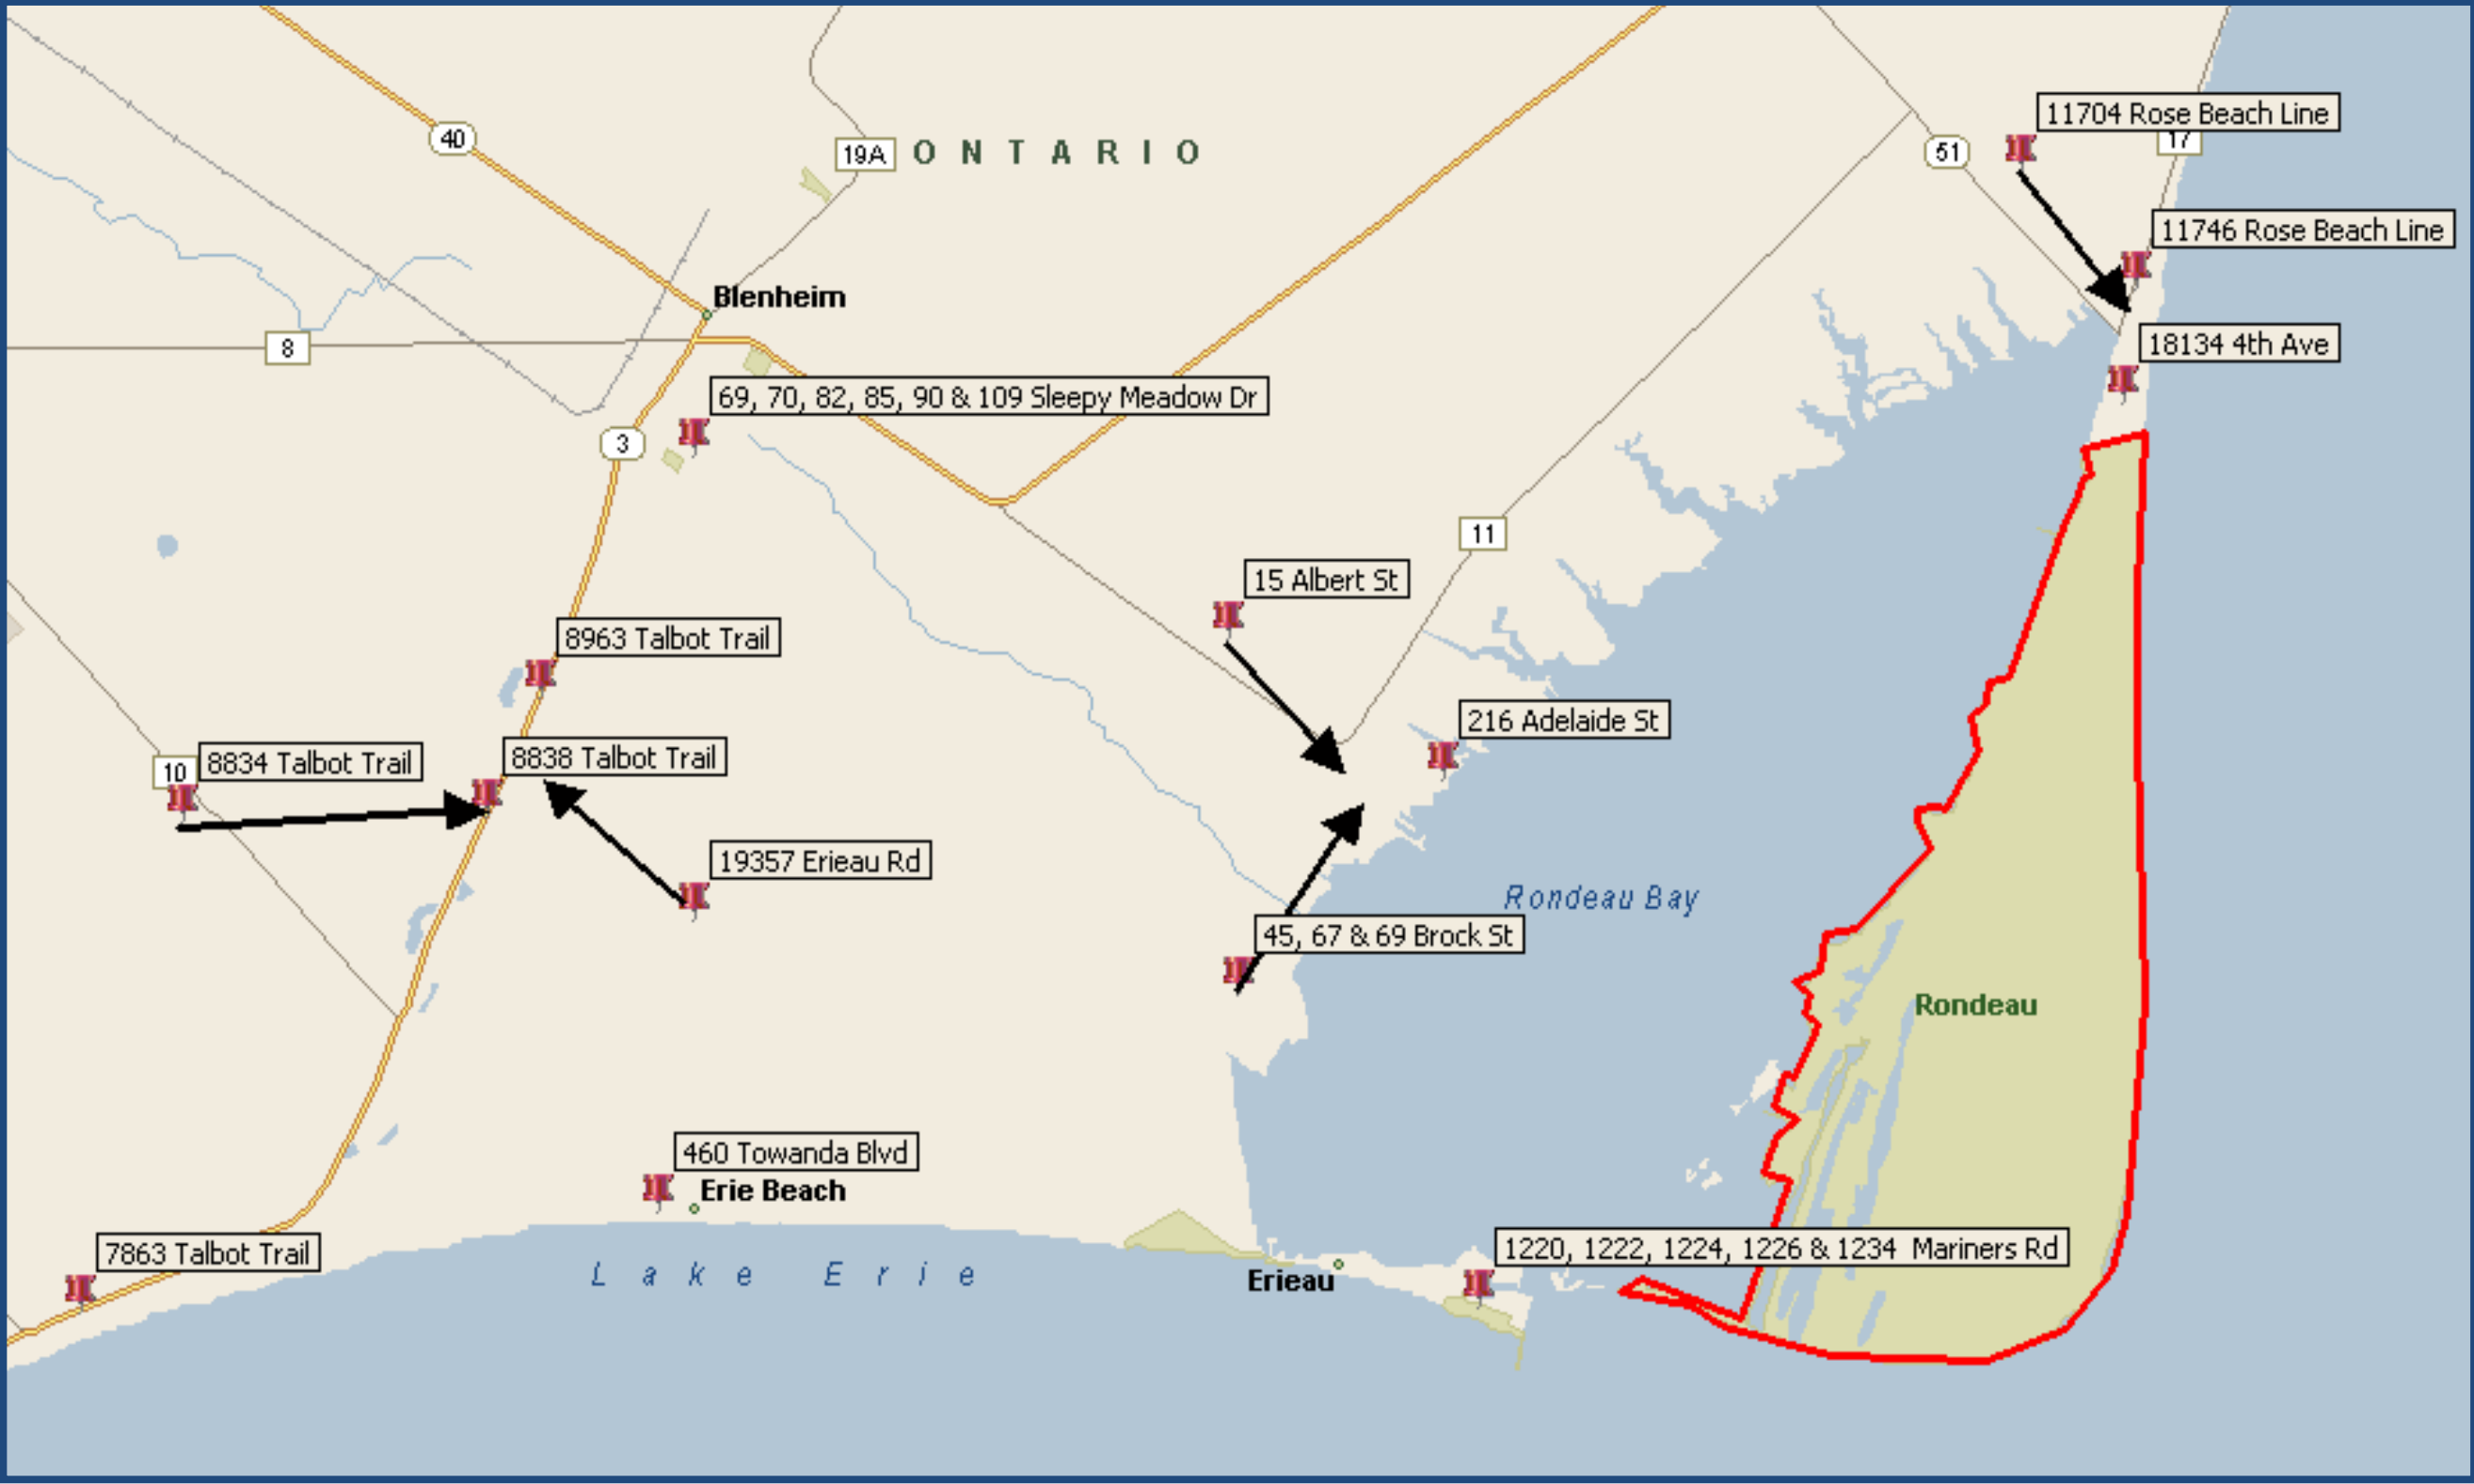 11704 Rose Beach Line
17
40
19A
ONTARIO
51
11746 Rose Beach Line
Blenheim
8
18134 4th Ave
69, 70, 82, 85, 90 & 109 Sleepy Meadow Dr
3
11
15 Albert St
8963 Talbot Trail
216 Adelaide St
8838 Talbot Trail
10
8834 Talbot Trail
19357 Erieau Rd
Rondeau Bay
45, 67 & 69 Brock St
Rondeau
460 Towanda Blvd
Erie Beach
7863 Talbot Trail
1220, 1222, 1224, 1226 & 1234 Mariners Rd
Lake Erie
Erieau